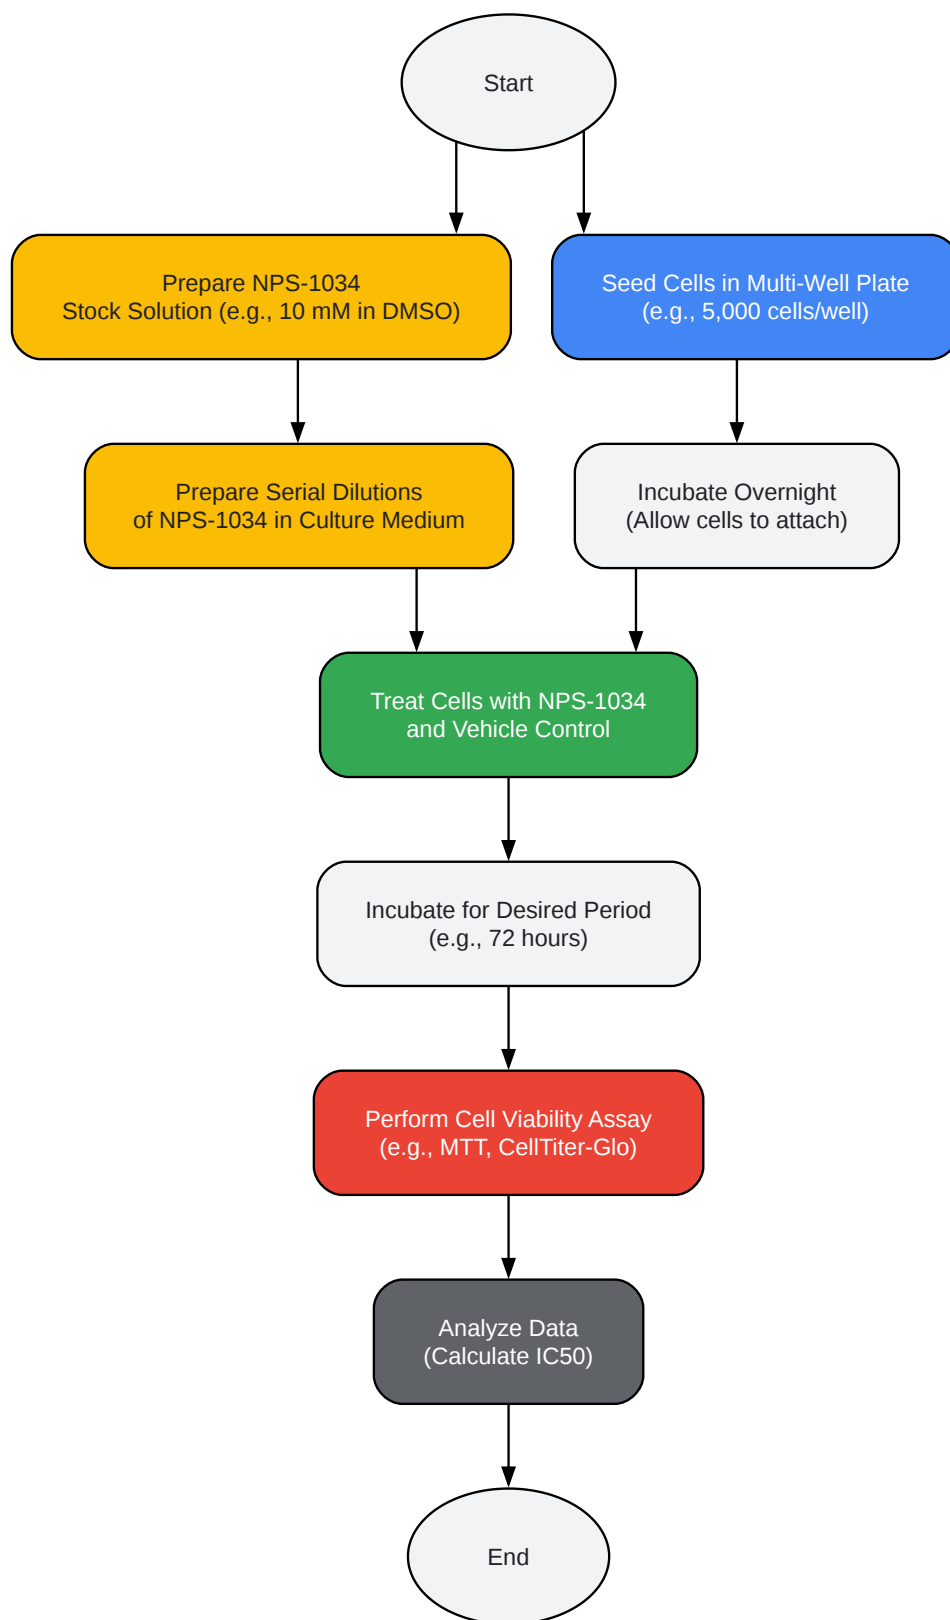 Start
Prepare NPS-1034
Stock Solution (e.g., 10 mM in DMSO)
Seed Cells in Multi-Well Plate
(e.g., 5,000 cells/well)
Prepare Serial Dilutions
of NPS-1034 in Culture Medium
Incubate Overnight
(Allow cells to attach)
Treat Cells with NPS-1034
and Vehicle Control
Incubate for Desired Period
(e.g., 72 hours)
Perform Cell Viability Assay
(e.g., MTT, CellTiter-Glo)
Analyze Data
(Calculate IC50)
End